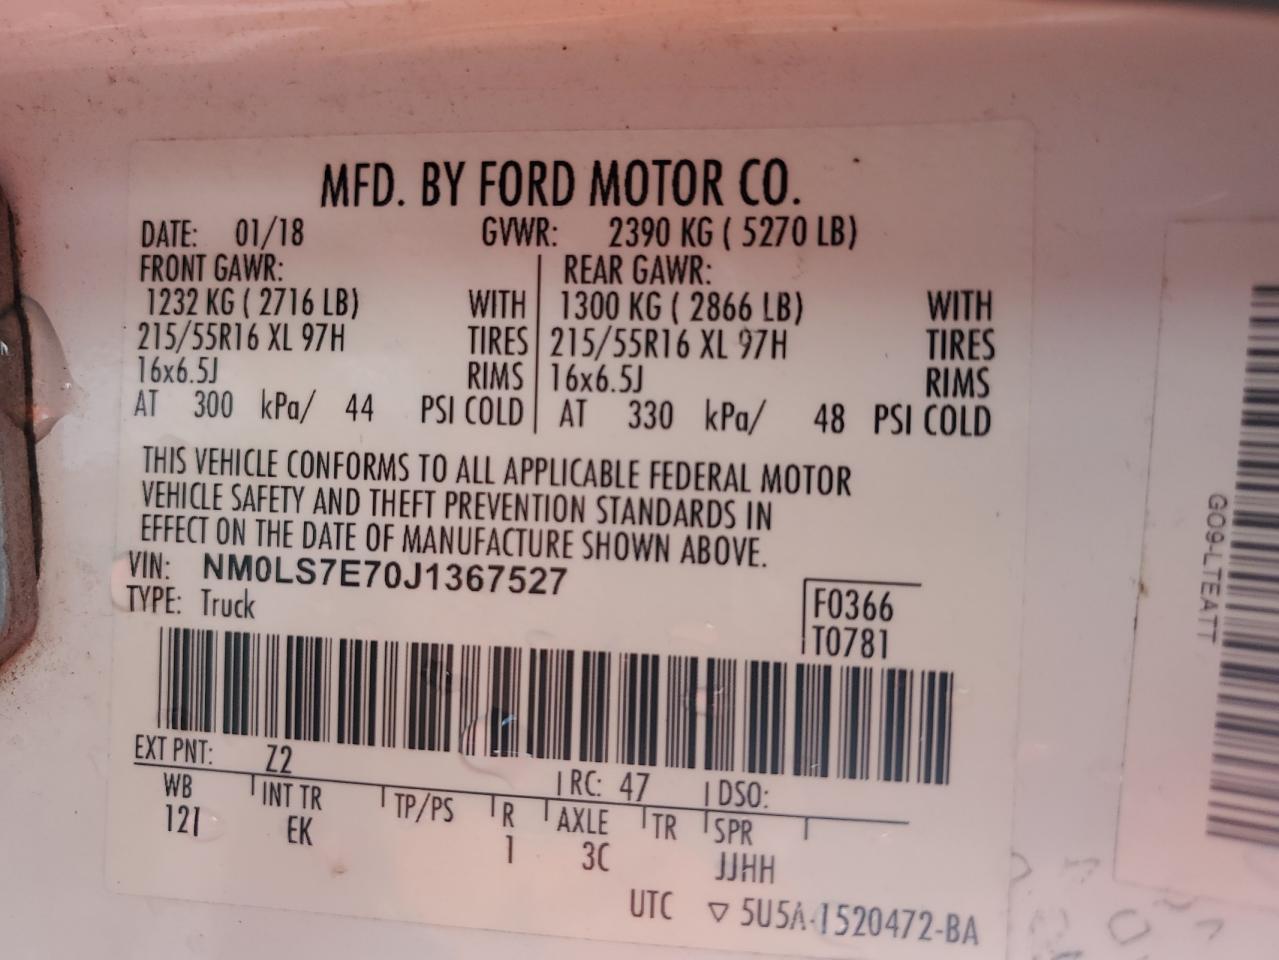 MFD. BY FORD MOTOR CO.
DATE: 01/18 GVWR: 2390 KG ( 5270 LB)
FRONT GAWR: REAR GAWR:
1232 KG ( 2716 LB) WITH 1300 KG ( 2866 LB) WITH
215/55R16 XL 97H TIRES 215/55R16 XL 97H TIRES
16x6.5J RIMS 16x6.5J RIMS
AT 300 kPa/ 44 PSI COLD AT 330 kPa/ 48 PSI COLD
THIS VEHICLE CONFORMS TO ALL APPLICABLE FEDERAL MOTOR
VEHICLE SAFETY AND THEFT PREVENTION STANDARDS IN
EFFECT ON THE DATE OF MANUFACTURE SHOWN ABOVE.
VIN: NM0LS7E70J1367527
TYPE: Truck F0366
T0781
EXT PNT: Z2 RC: 47 DSO:
WB INT TR TP/PS R AXLE TR SPR
121 EK 1 3C JJHH
UTC ▽ 5U5A-1520472-BA
GO9-LTEATT